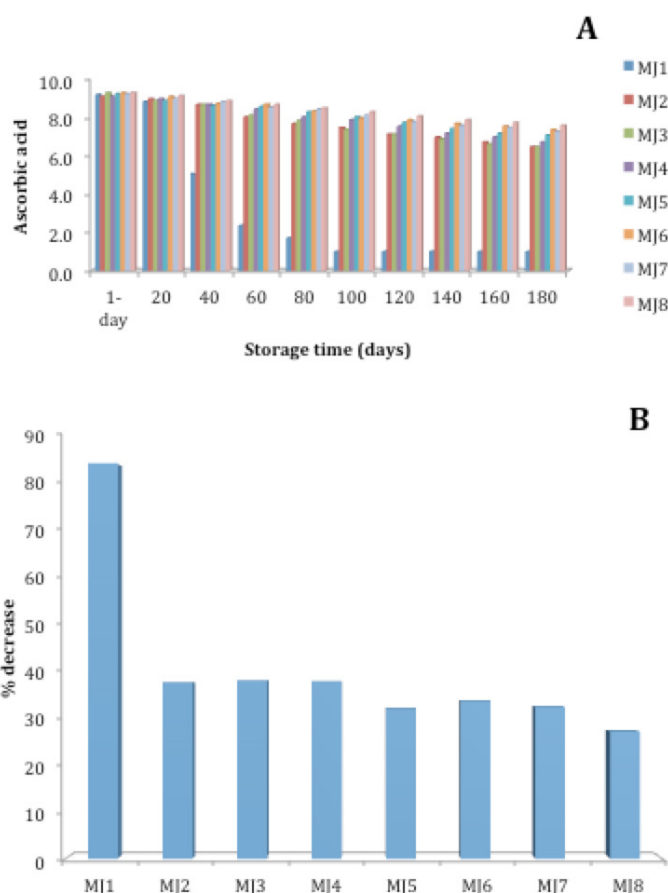 A
10.0
8.0
6.0
4.0
2.0
0.0
Ascorbic acid
1-
day
20 40 60 80 100 120 140 160 180
Storage time (days)
MJ1
MJ2
MJ3
MJ4
MJ5
MJ6
MJ7
MJ8
B
90
80
70
60
50
40
30
20
10
0
% decrease
MJ1 MJ2 MJ3 MJ4 MJ5 MJ6 MJ7 MJ8